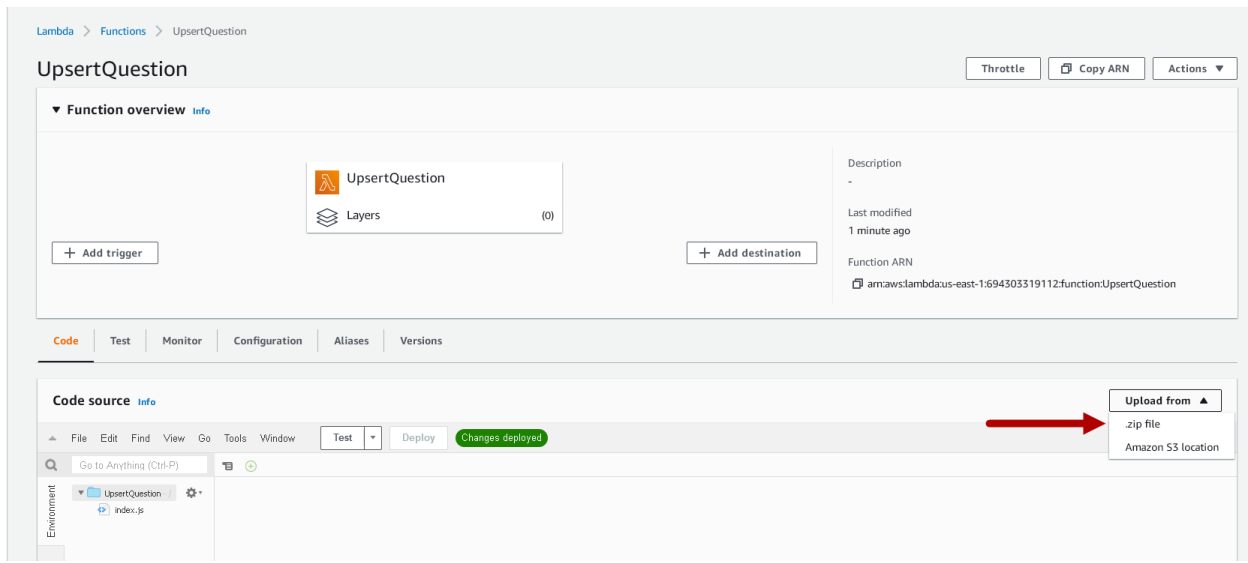 Lambda > Functions > UpsertQuestion
UpsertQuestion
Throttle Copy ARN Actions ▼
▼ Function overview Info
UpsertQuestion
Layers (0)
+ Add trigger
+ Add destination
Description
-
Last modified
1 minute ago
Function ARN
arn:aws:lambda:us-east-1:694303319112:function:UpsertQuestion
Code Test Monitor Configuration Aliases Versions
Code source Info
Upload from ▲
.zip file
Amazon S3 location
File Edit Find View Go Tools Window Test Deploy Changes deployed
Go to Anything (Ctrl-P)
Environment
UpsertQuestion - /
index.js